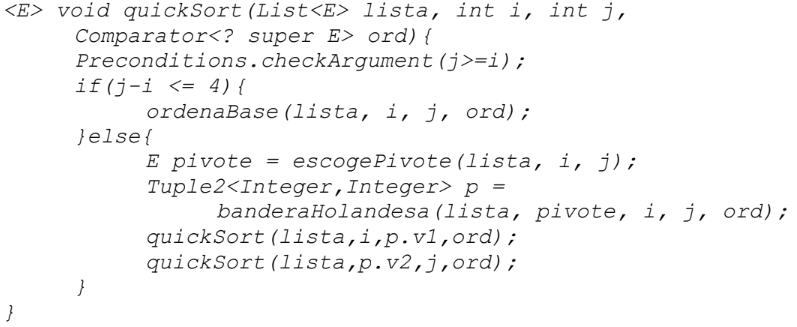 <E> void quickSort(List<E> lista, int i, int j,
Comparator<? super E> ord){
Preconditions.checkArgument(j>=i);
if(j-i <= 4){
ordenaBase(lista, i, j, ord);
}else{
E pivote = escogePivote(lista, i, j);
Tuple2<Integer,Integer> p =
banderaHolandesa(lista, pivote, i, j, ord);
quickSort(lista,i,p.v1,ord);
quickSort(lista,p.v2,j,ord);
}
}